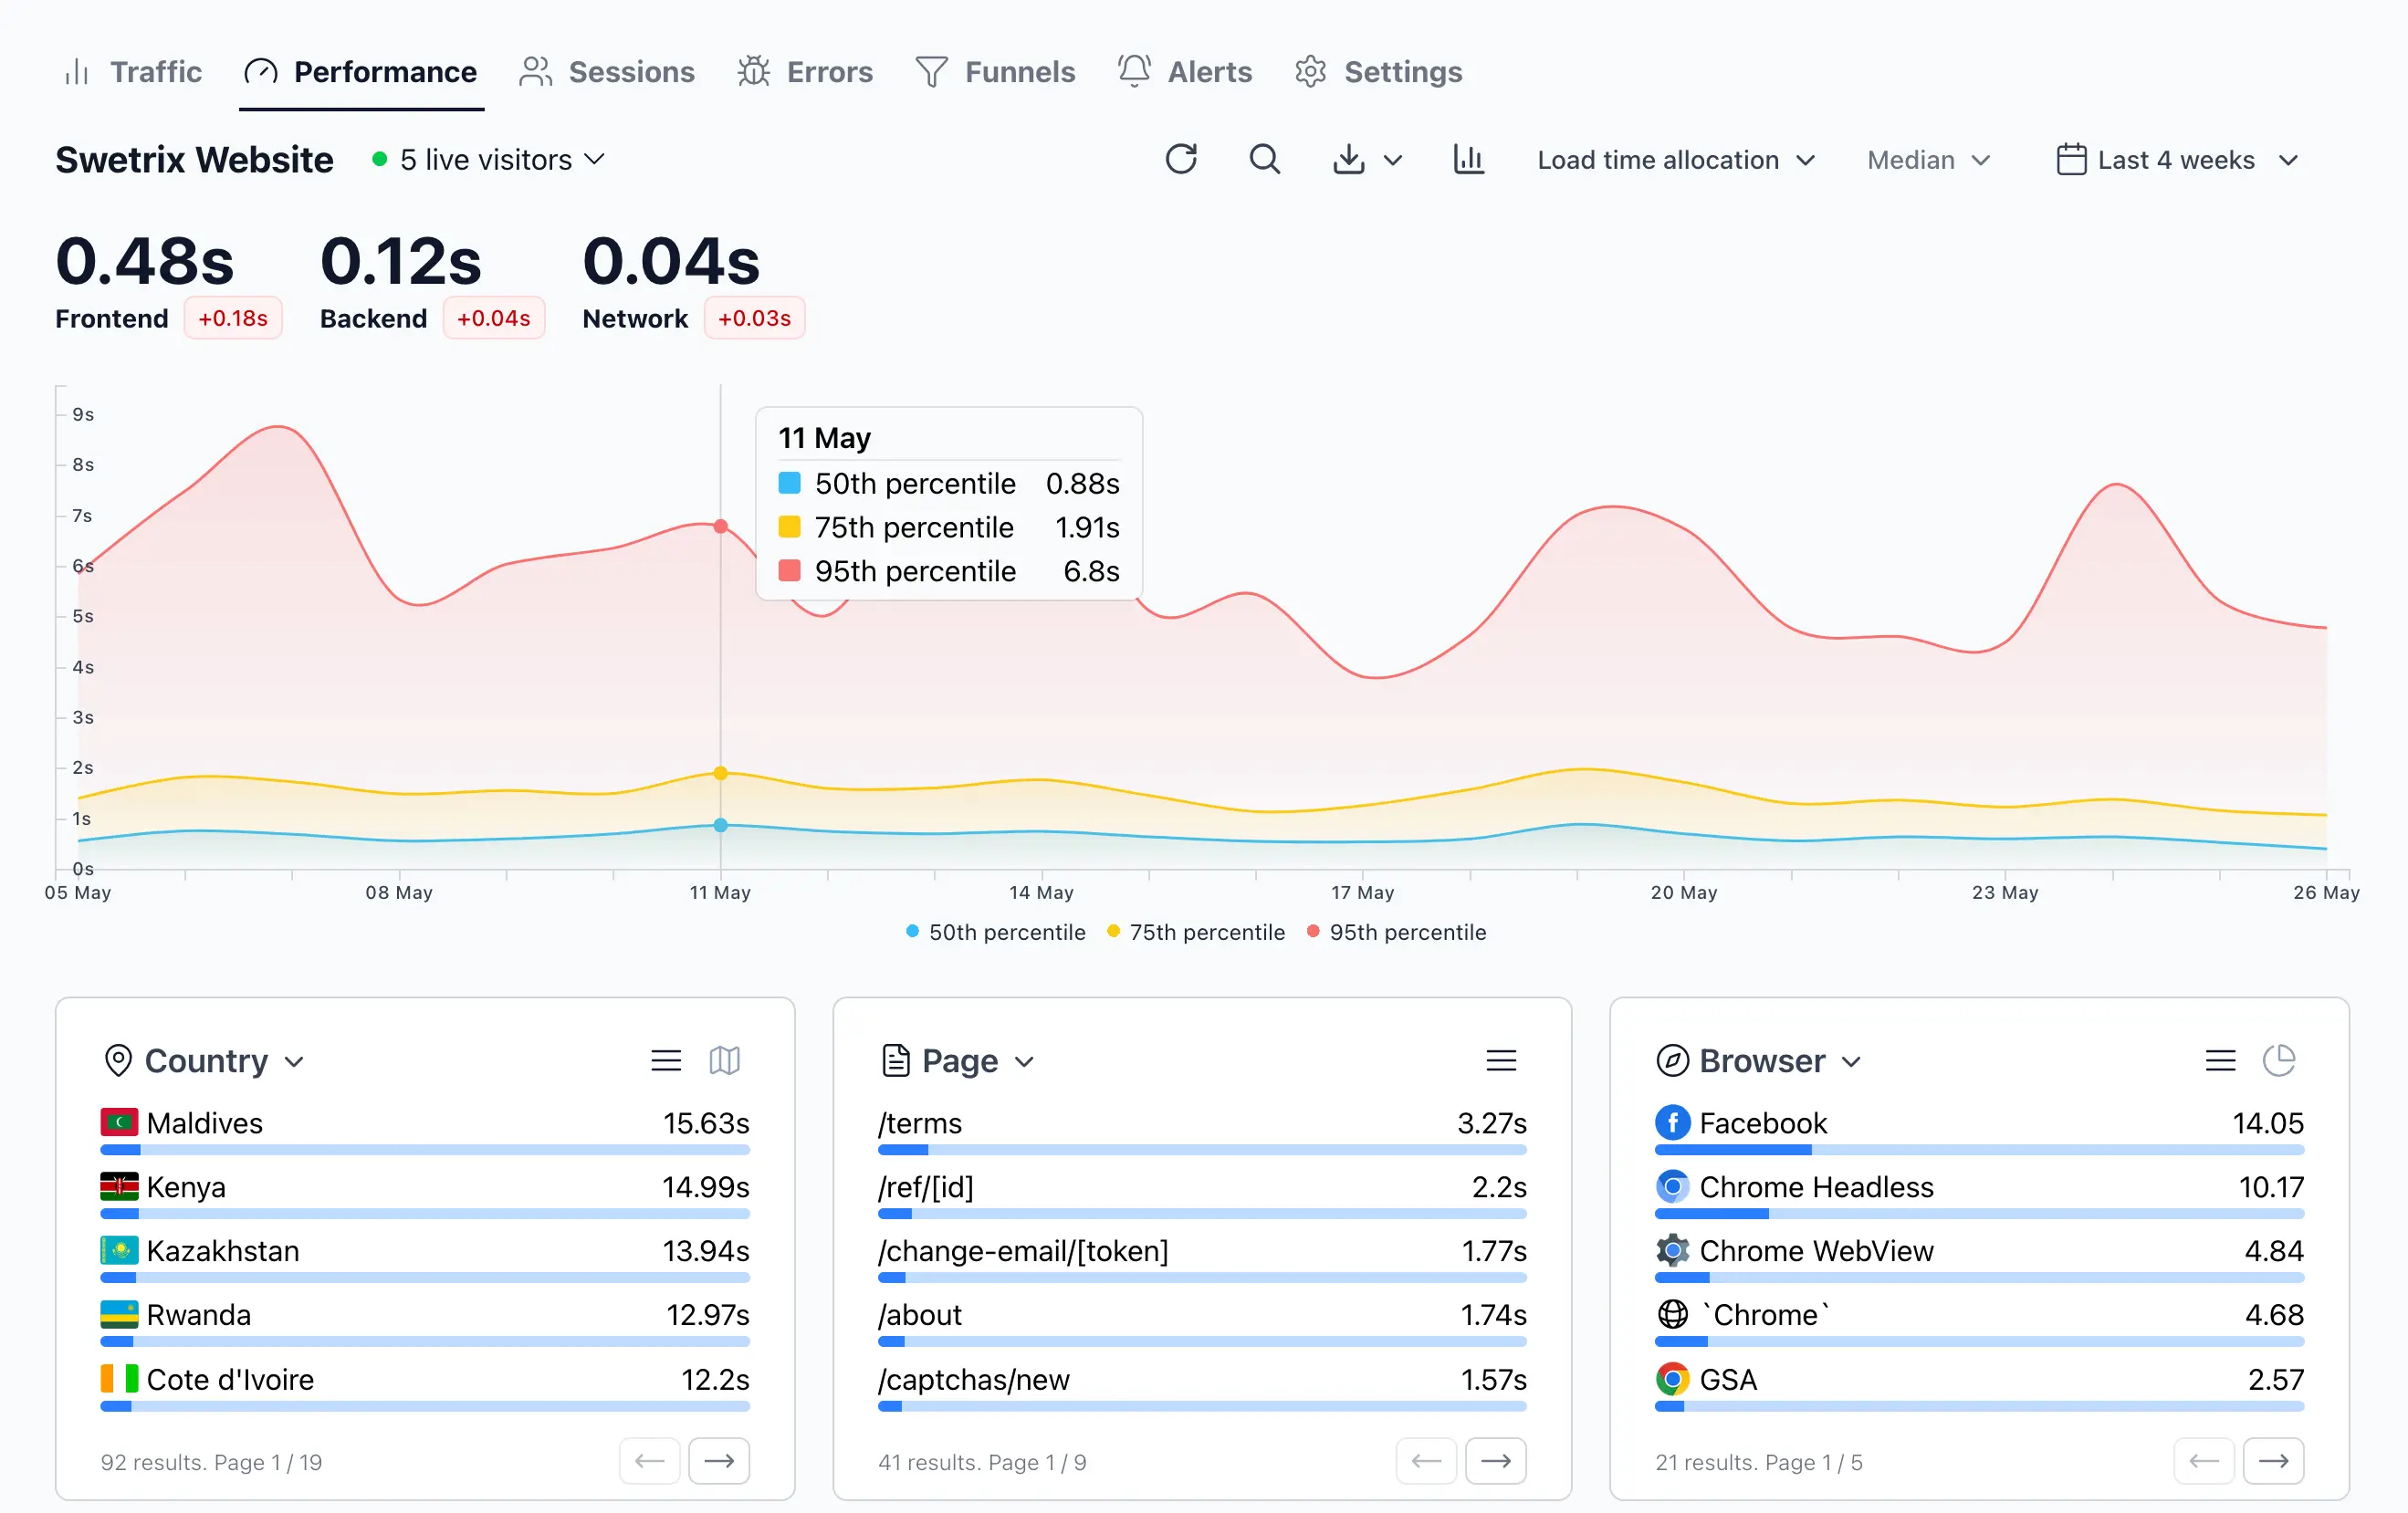 Traffic Performance Sessions Errors Funnels Alerts Settings
Swetrix Website 5 live visitors Load time allocation Median Last 4 weeks
0.48s 0.12s 0.04s
Frontend +0.18s Backend +0.04s Network +0.03s
9s
8s
7s
6s
5s
4s
3s
2s
1s
0s
11 May
50th percentile 0.88s
75th percentile 1.91s
95th percentile 6.8s
05 May 08 May 11 May 14 May 17 May 20 May 23 May 26 May
50th percentile 75th percentile 95th percentile
Country
Maldives 15.63s
Kenya 14.99s
Kazakhstan 13.94s
Rwanda 12.97s
Cote d'Ivoire 12.2s
92 results. Page 1 / 19
Page
/terms 3.27s
/ref/[id] 2.2s
/change-email/[token] 1.77s
/about 1.74s
/captchas/new 1.57s
41 results. Page 1 / 9
Browser
Facebook 14.05
Chrome Headless 10.17
Chrome WebView 4.84
`Chrome` 4.68
GSA 2.57
21 results. Page 1 / 5